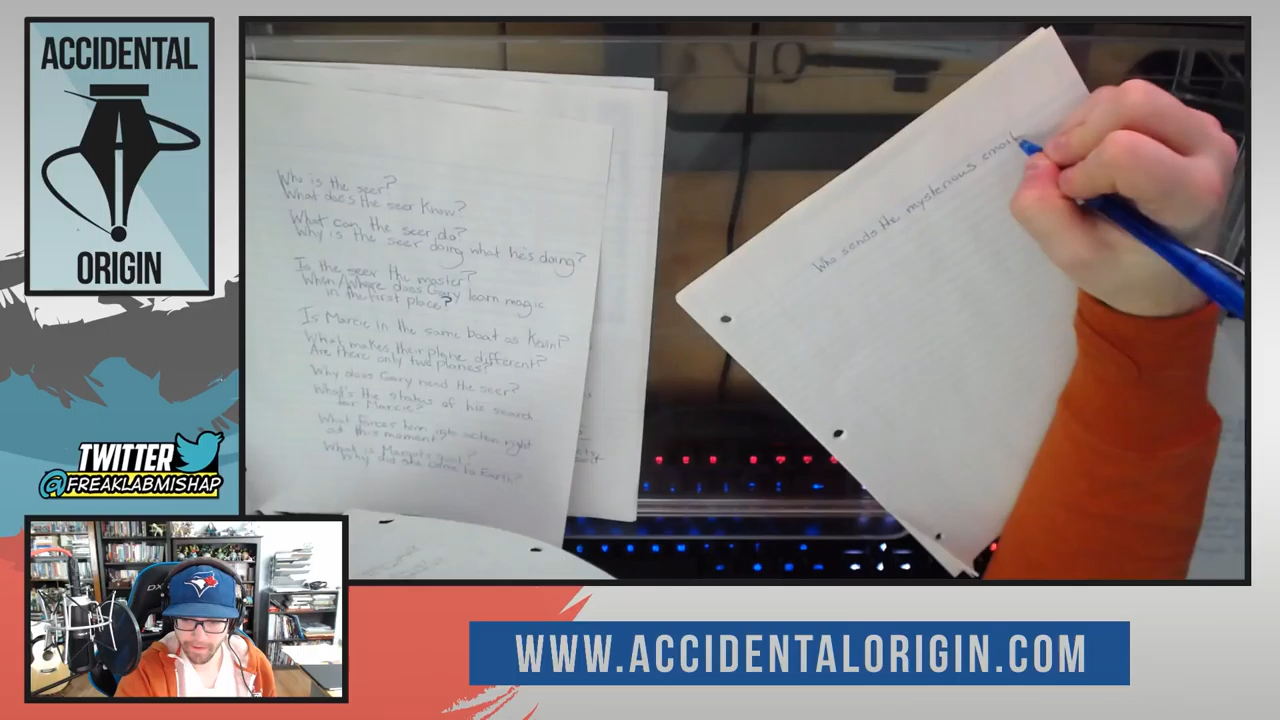 ACCIDENTAL
ORIGIN
TWITTER
@FREAKLABMISHAP
Who is the seer?
What does the seer know?
What can the seer do?
Why is the seer doing what he's doing?
Is the seer the master?
When/Where does Gary learn magic
in the first place?
Is Marcie in the same boat as
What makes their plane different?
Are there only two planes?
Why does Gary need the seer?
What's the status of his search
for Marcie?
What forces him into action right
at this moment
What is goal?
Why did she come to Earth?
Who sends the mysterious email
WWW.ACCIDENTALORIGIN.COM